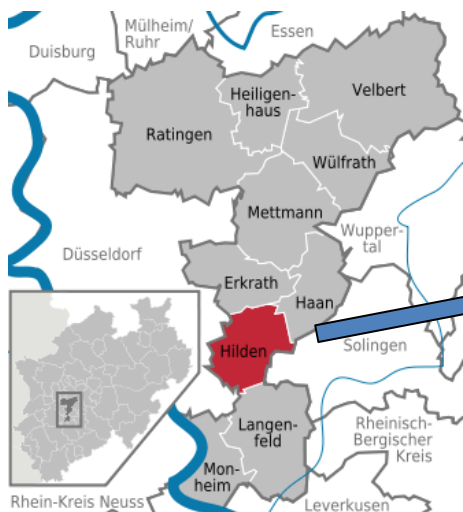 Mülheim/
Ruhr
Essen
Duisburg
Heiligen-
haus
Velbert
Ratingen
Wülfrath
Mettmann
Wupper-
tal
Düsseldorf
Erkrath
Haan
Hilden
Solingen
Langen-
feld
Rheinisch-
Bergischer
Kreis
Mon-
heim
Rhein-Kreis Neuss
Leverkusen